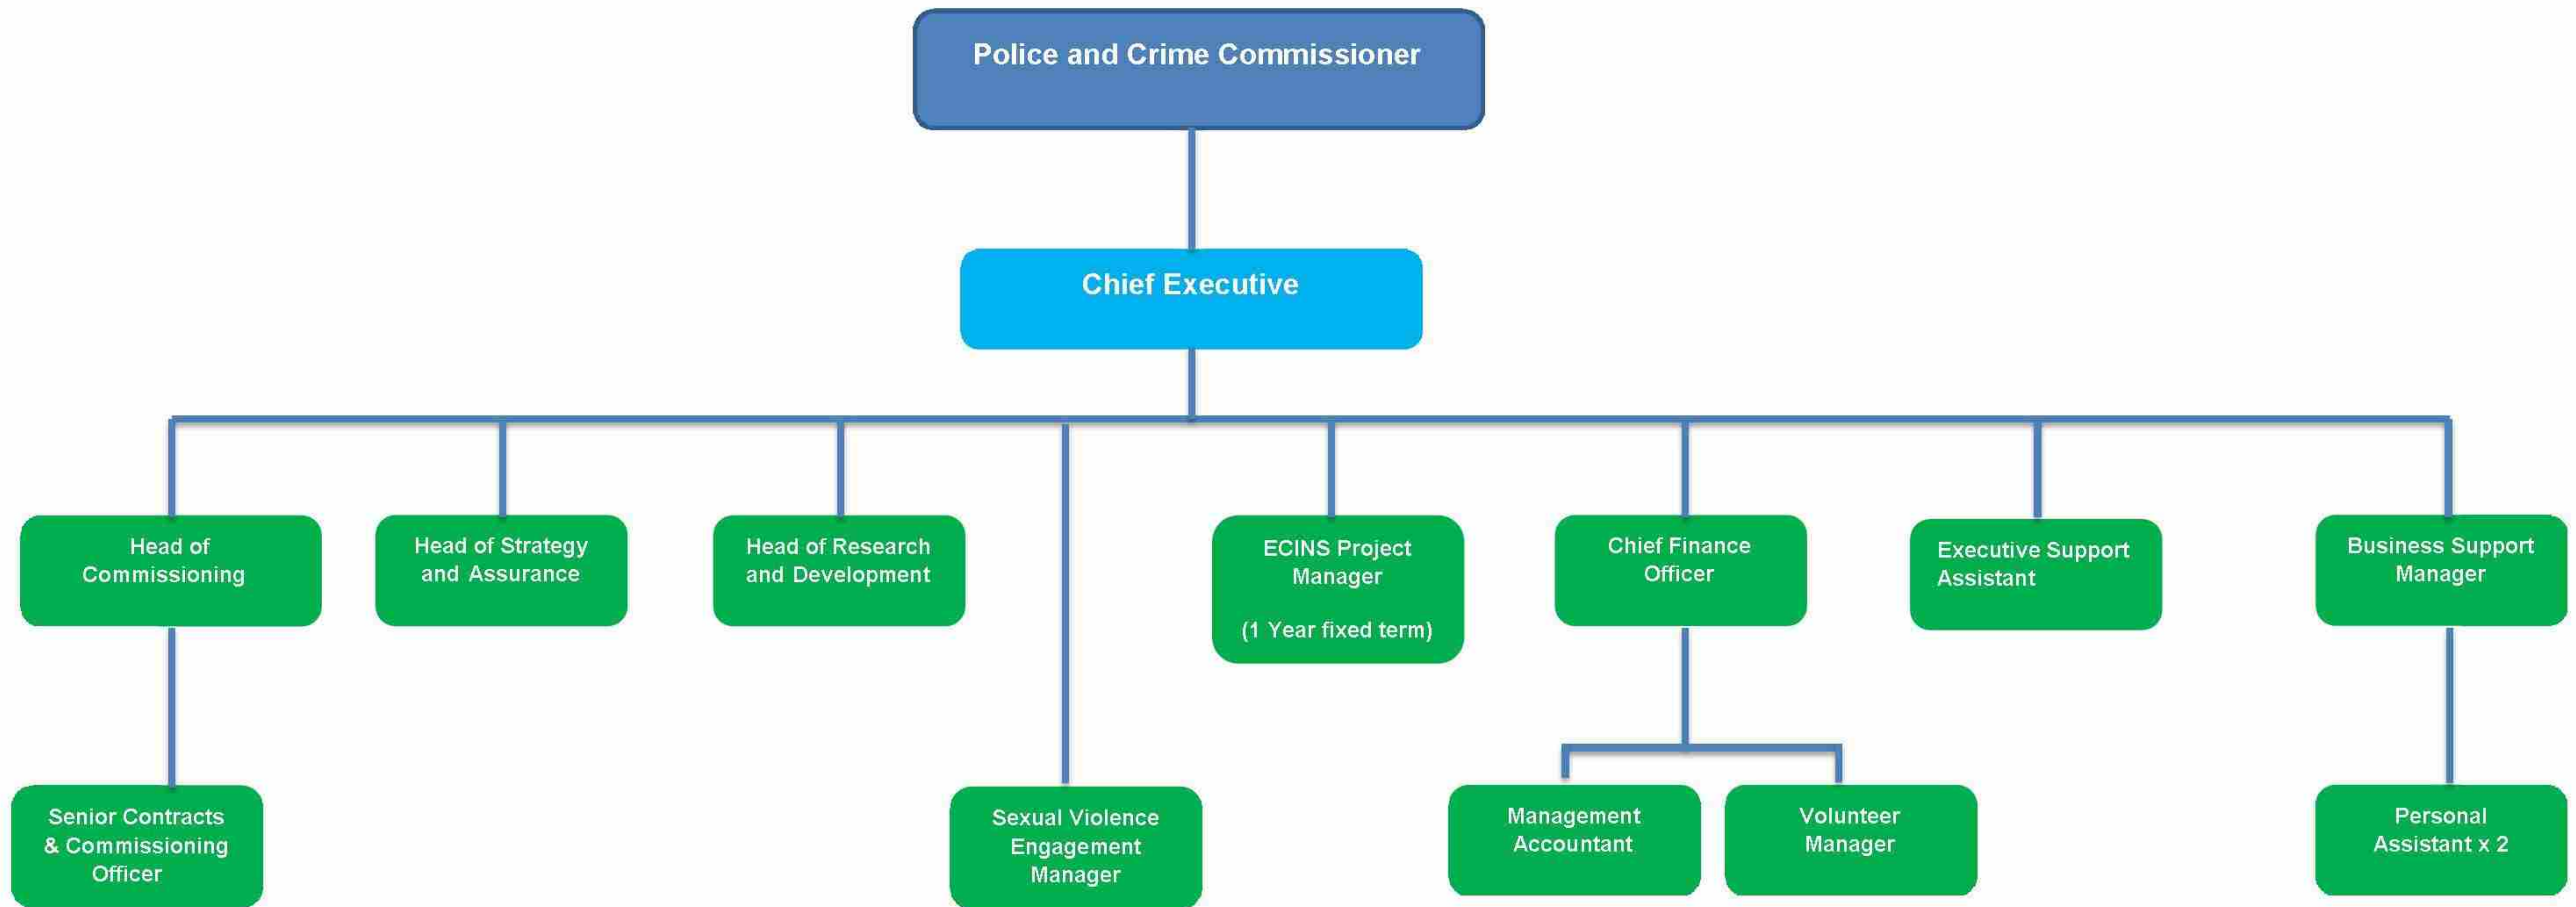 Police and Crime Commissioner
Chief Executive
Head of
Commissioning
Head of Strategy
and Assurance
Head of Research
and Development
ECINS Project
Manager
(1 Year fixed term)
Chief Finance
Officer
Executive Support
Assistant
Business Support
Manager
Senior Contracts
& Commissioning
Officer
Sexual Violence
Engagement
Manager
Management
Accountant
Volunteer
Manager
Personal
Assistant x 2